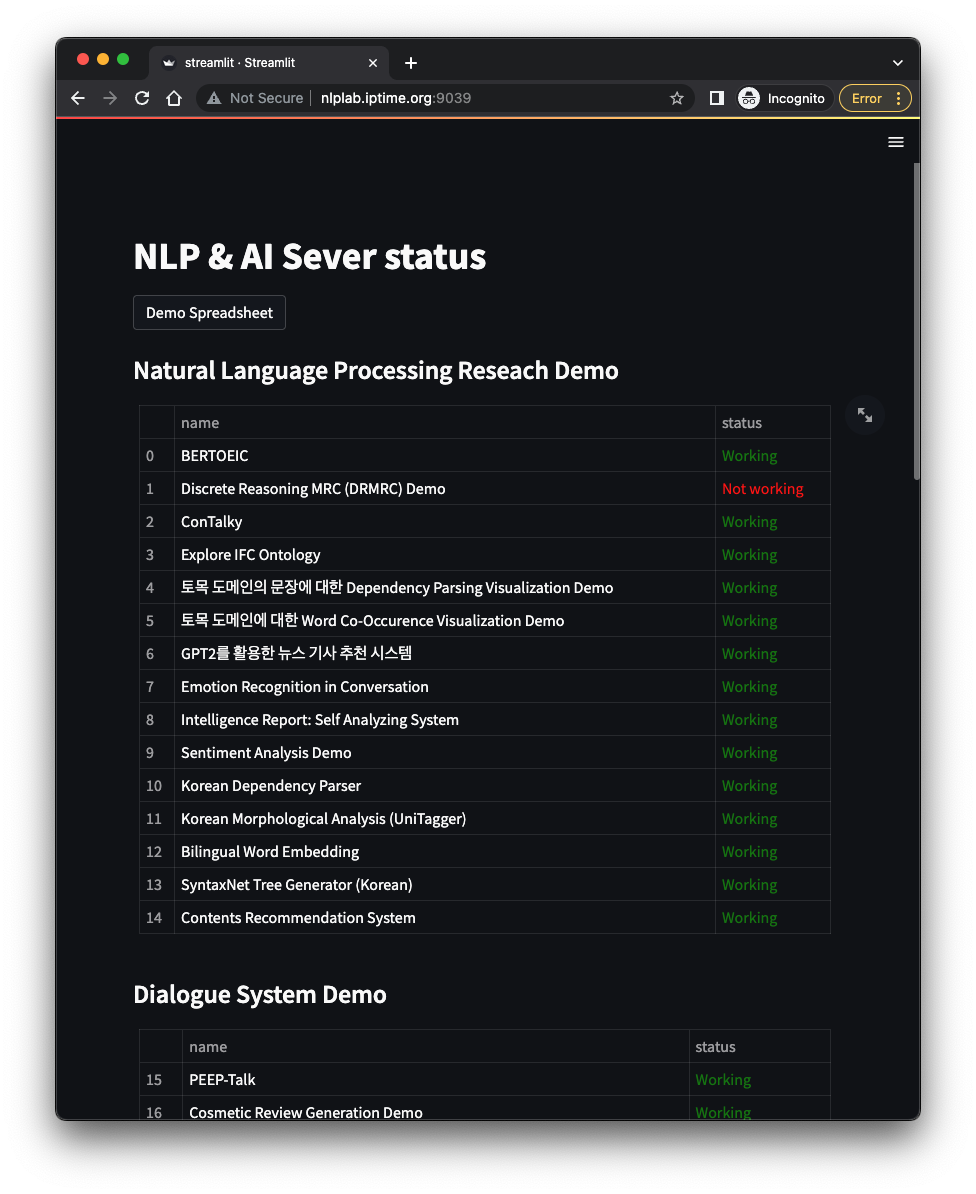 streamlit · Streamlit
Not Secure nlplab.iptime.org:9039 Incognito Error
NLP & AI Sever status
Demo Spreadsheet
Natural Language Processing Reseach Demo
name status
0 BERTOEIC Working
1 Discrete Reasoning MRC (DRMRC) Demo Not working
2 ConTalky Working
3 Explore IFC Ontology Working
4 토목 도메인의 문장에 대한 Dependency Parsing Visualization Demo Working
5 토목 도메인에 대한 Word Co-Occurence Visualization Demo Working
6 GPT2를 활용한 뉴스 기사 추천 시스템 Working
7 Emotion Recognition in Conversation Working
8 Intelligence Report: Self Analyzing System Working
9 Sentiment Analysis Demo Working
10 Korean Dependency Parser Working
11 Korean Morphological Analysis (UniTagger) Working
12 Bilingual Word Embedding Working
13 SyntaxNet Tree Generator (Korean) Working
14 Contents Recommendation System Working
Dialogue System Demo
name status
15 PEEP-Talk Working
16 Cosmetic Review Generation Demo Working